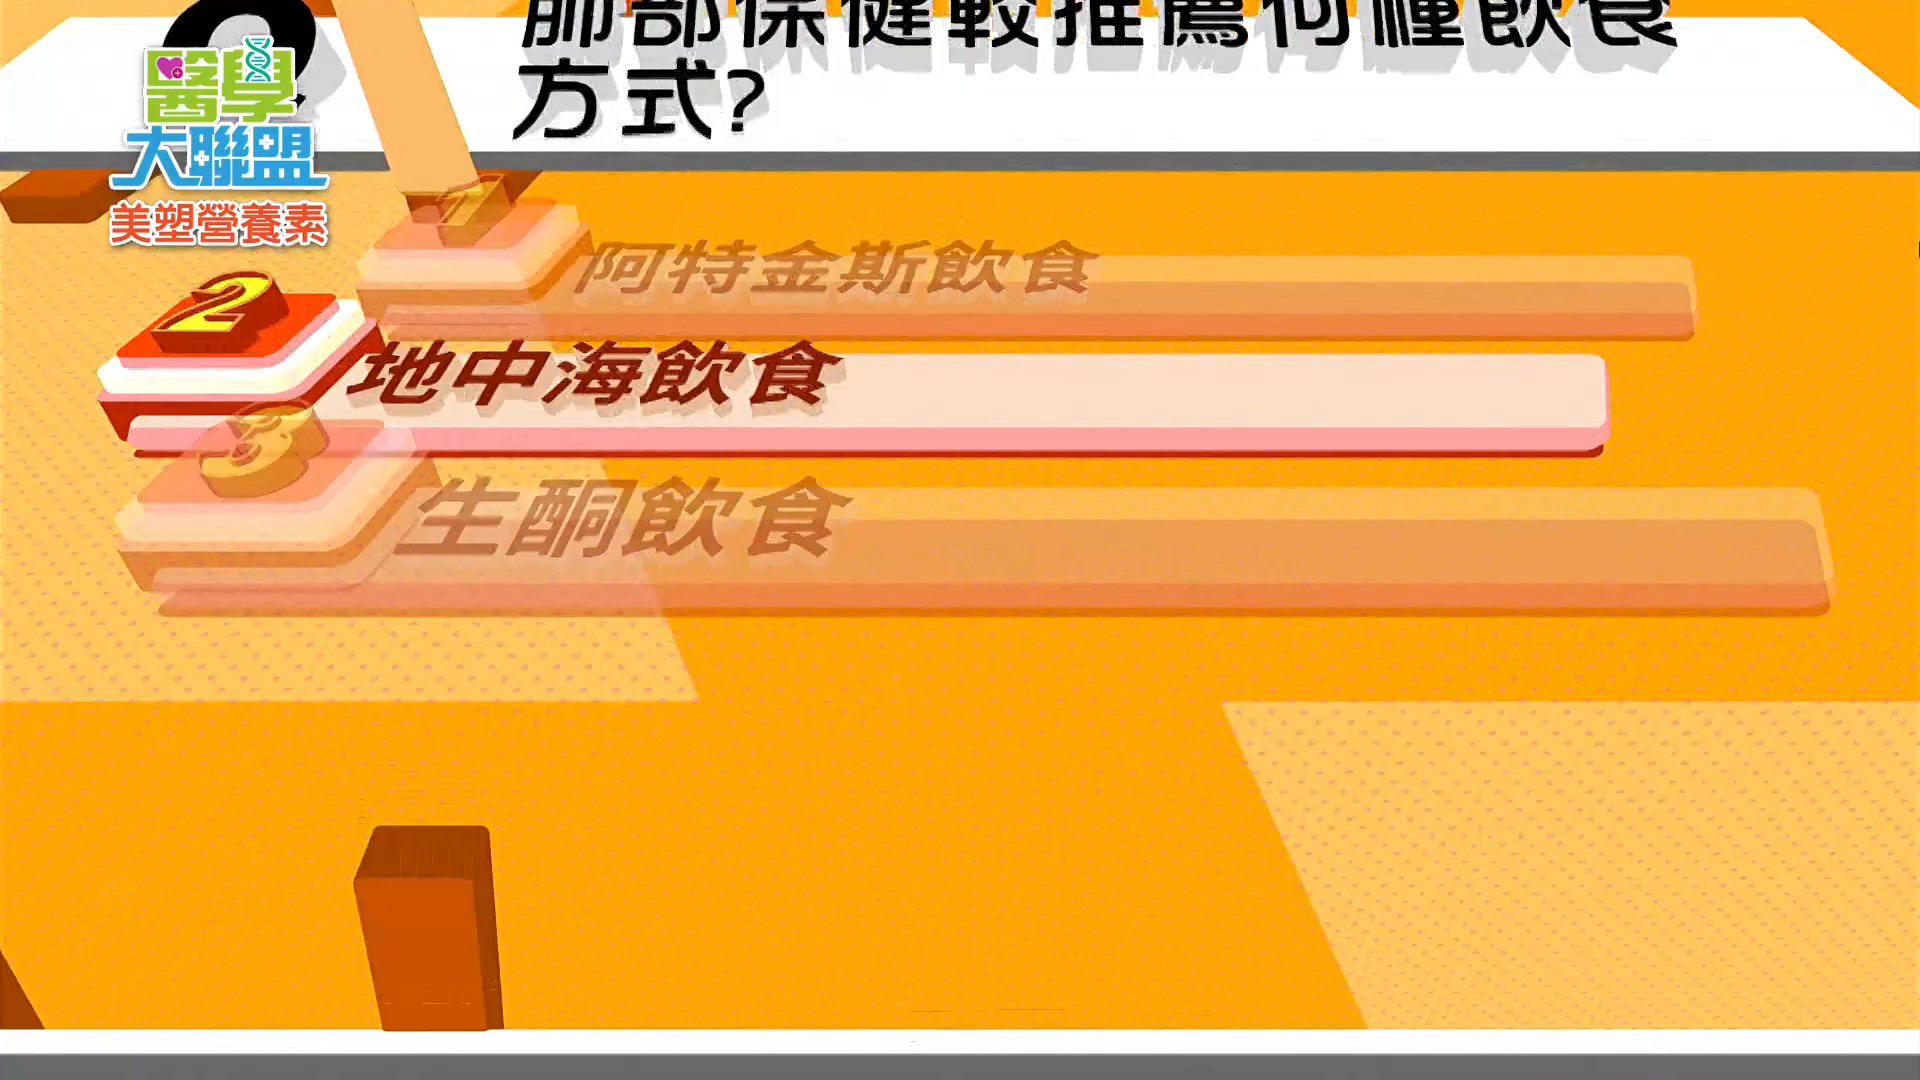 肺部保健較推薦何種飲食
方式?
醫學
大聯盟
美塑營養素
1
阿特金斯飲食
2
地中海飲食
3
生酮飲食